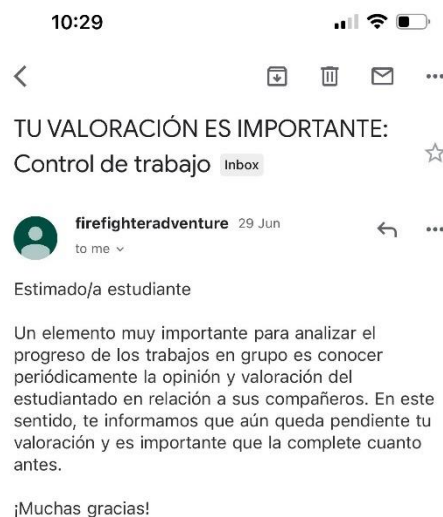 10:29
TU VALORACIÓN ES IMPORTANTE:
Control de trabajo Inbox
firefighteradventure 29 Jun
to me
Estimado/a estudiante
Un elemento muy importante para analizar el
progreso de los trabajos en grupo es conocer
periódicamente la opinión y valoración del
estudiantado en relación a sus compañeros. En este
sentido, te informamos que aún queda pendiente tu
valoración y es importante que la complete cuanto
antes.
¡Muchas gracias!